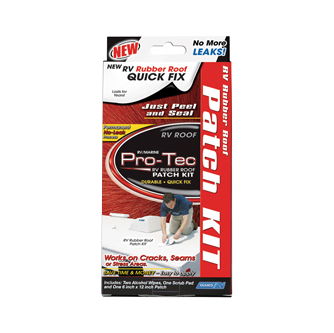 NEW
No More
LEAKS!
NEW RV Rubber Roof
QUICK FIX
Lasts for
Years!
Just Peel
and Seal
Permanent
No-Leak
RV ROOF
RV/MARINE
Pro-Tec
RV RUBBER ROOF
PATCH KIT
DURABLE • QUICK FIX
RV Rubber Roof
Patch Kit
Works on Cracks, Seams
or Stress Areas.
SAVE TIME & MONEY - Easy to Apply
Includes: Two Alcohol Wipes, One Scrub Pad and
One 6 inch x 12 inch Patch
RV Rubber Roof
Patch KIT